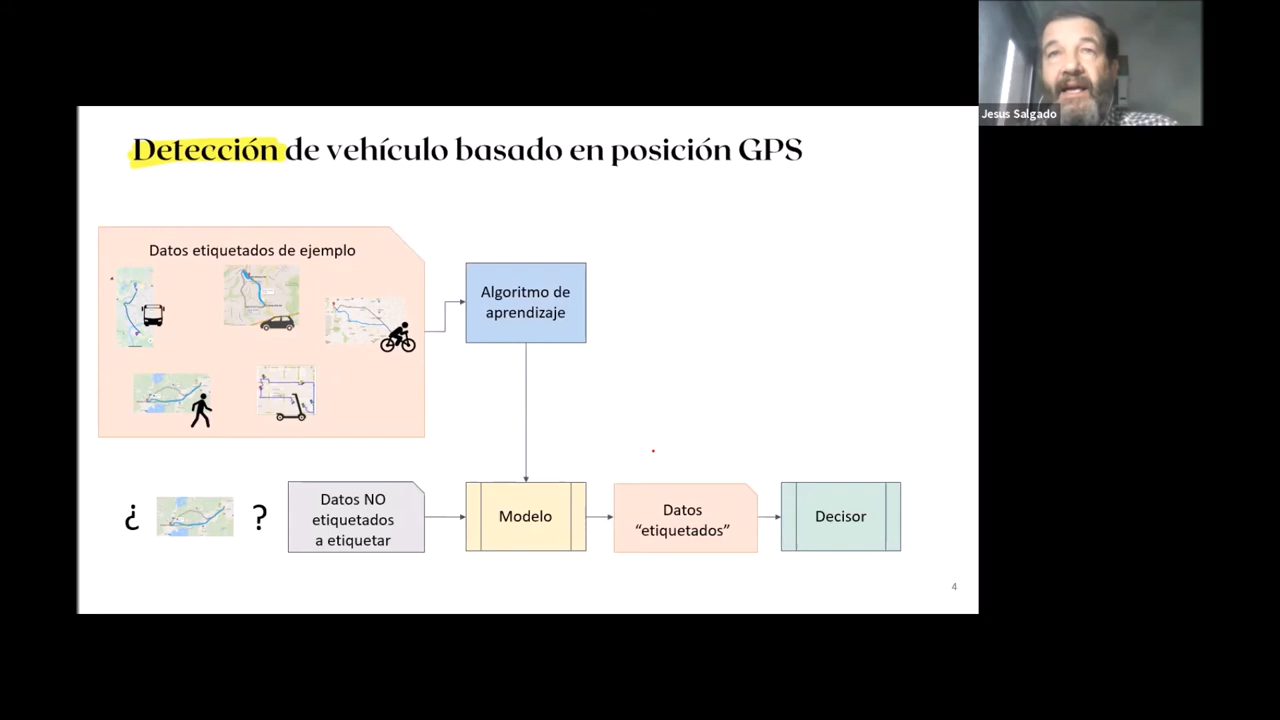 Jesus Salgado
Detección de vehículo basado en posición GPS
Datos etiquetados de ejemplo
Algoritmo de
aprendizaje
¿ ?
Datos NO
etiquetados
a etiquetar
Modelo
Datos
“etiquetados”
Decisor
4